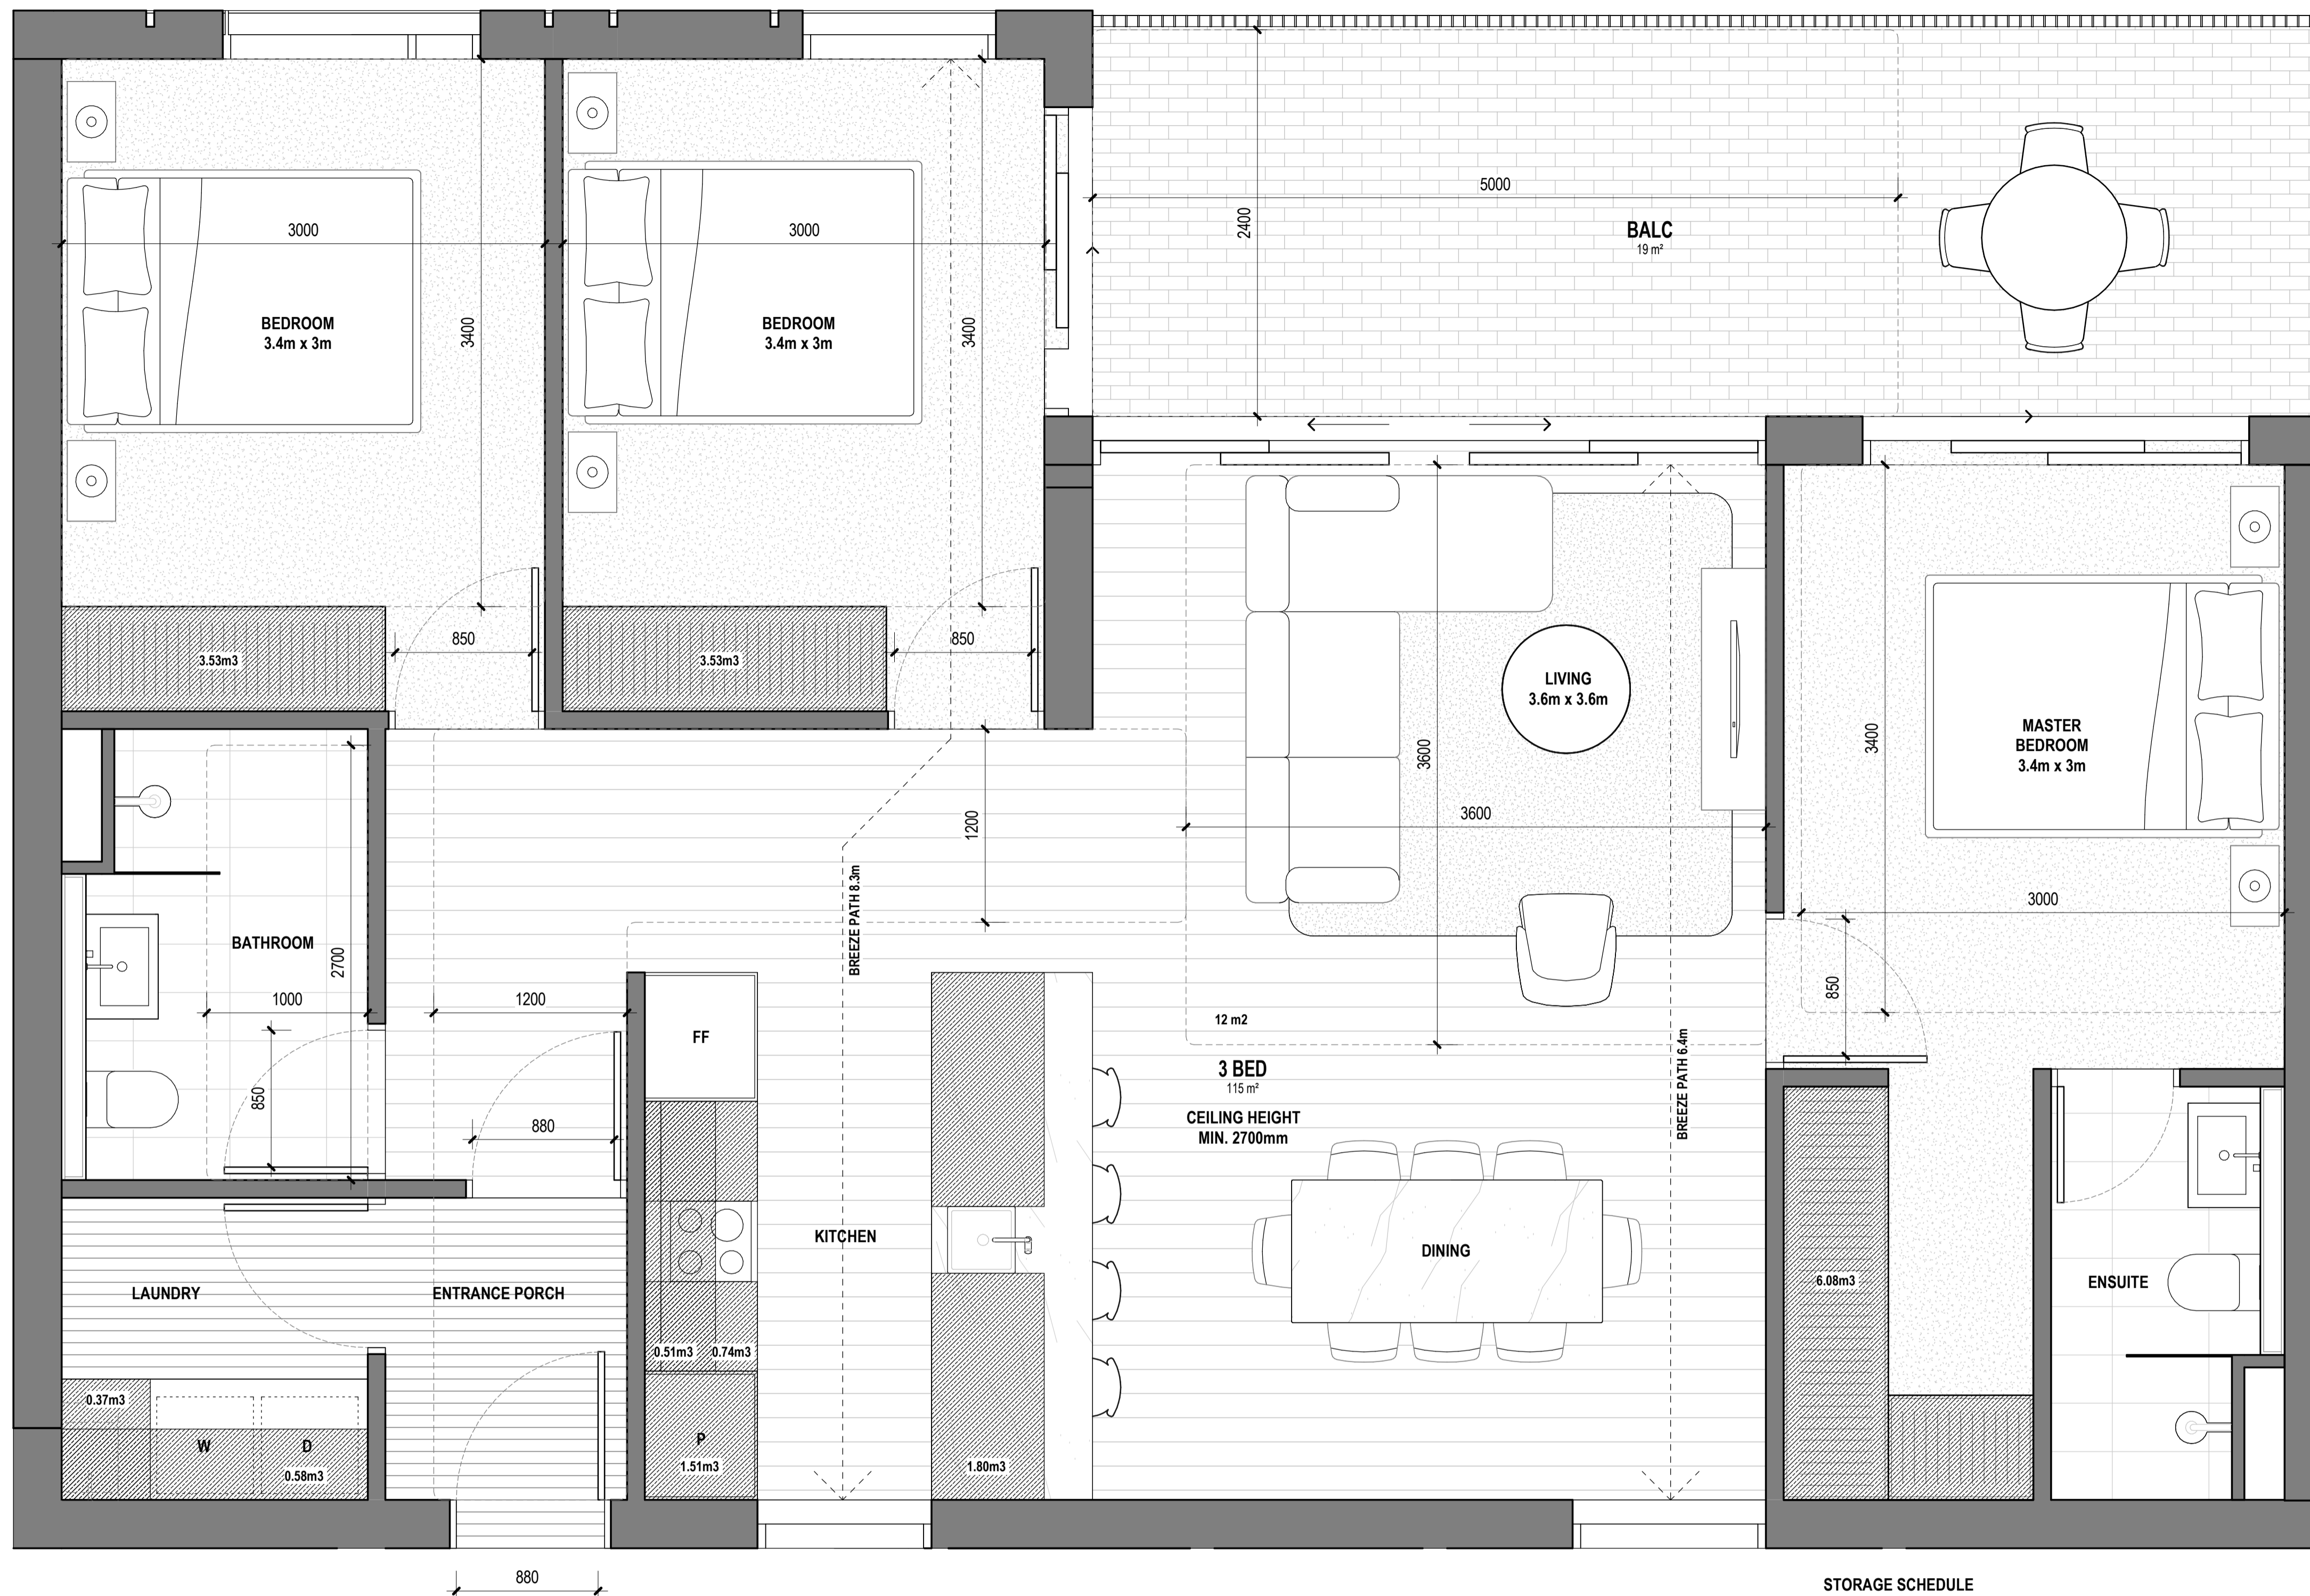 5000
2400
BALC
19 m²
3000
3000
BEDROOM
3.4m x 3m
3400
BEDROOM
3.4m x 3m
3400
3.53m3
850
3.53m3
850
LIVING
3.6m x 3.6m
3600
3600
MASTER
BEDROOM
3.4m x 3m
3400
3000
1200
BREEZE PATH 8.3m
BATHROOM
2700
1000
1200
850
880
FF
12 m2
3 BED
115 m²
CEILING HEIGHT
MIN. 2700mm
BREEZE PATH 6.4m
850
KITCHEN
DINING
LAUNDRY
ENTRANCE PORCH
6.08m3
ENSUITE
0.51m3
0.74m3
0.37m3
W
D
0.58m3
P
1.51m3
1.80m3
880
STORAGE SCHEDULE